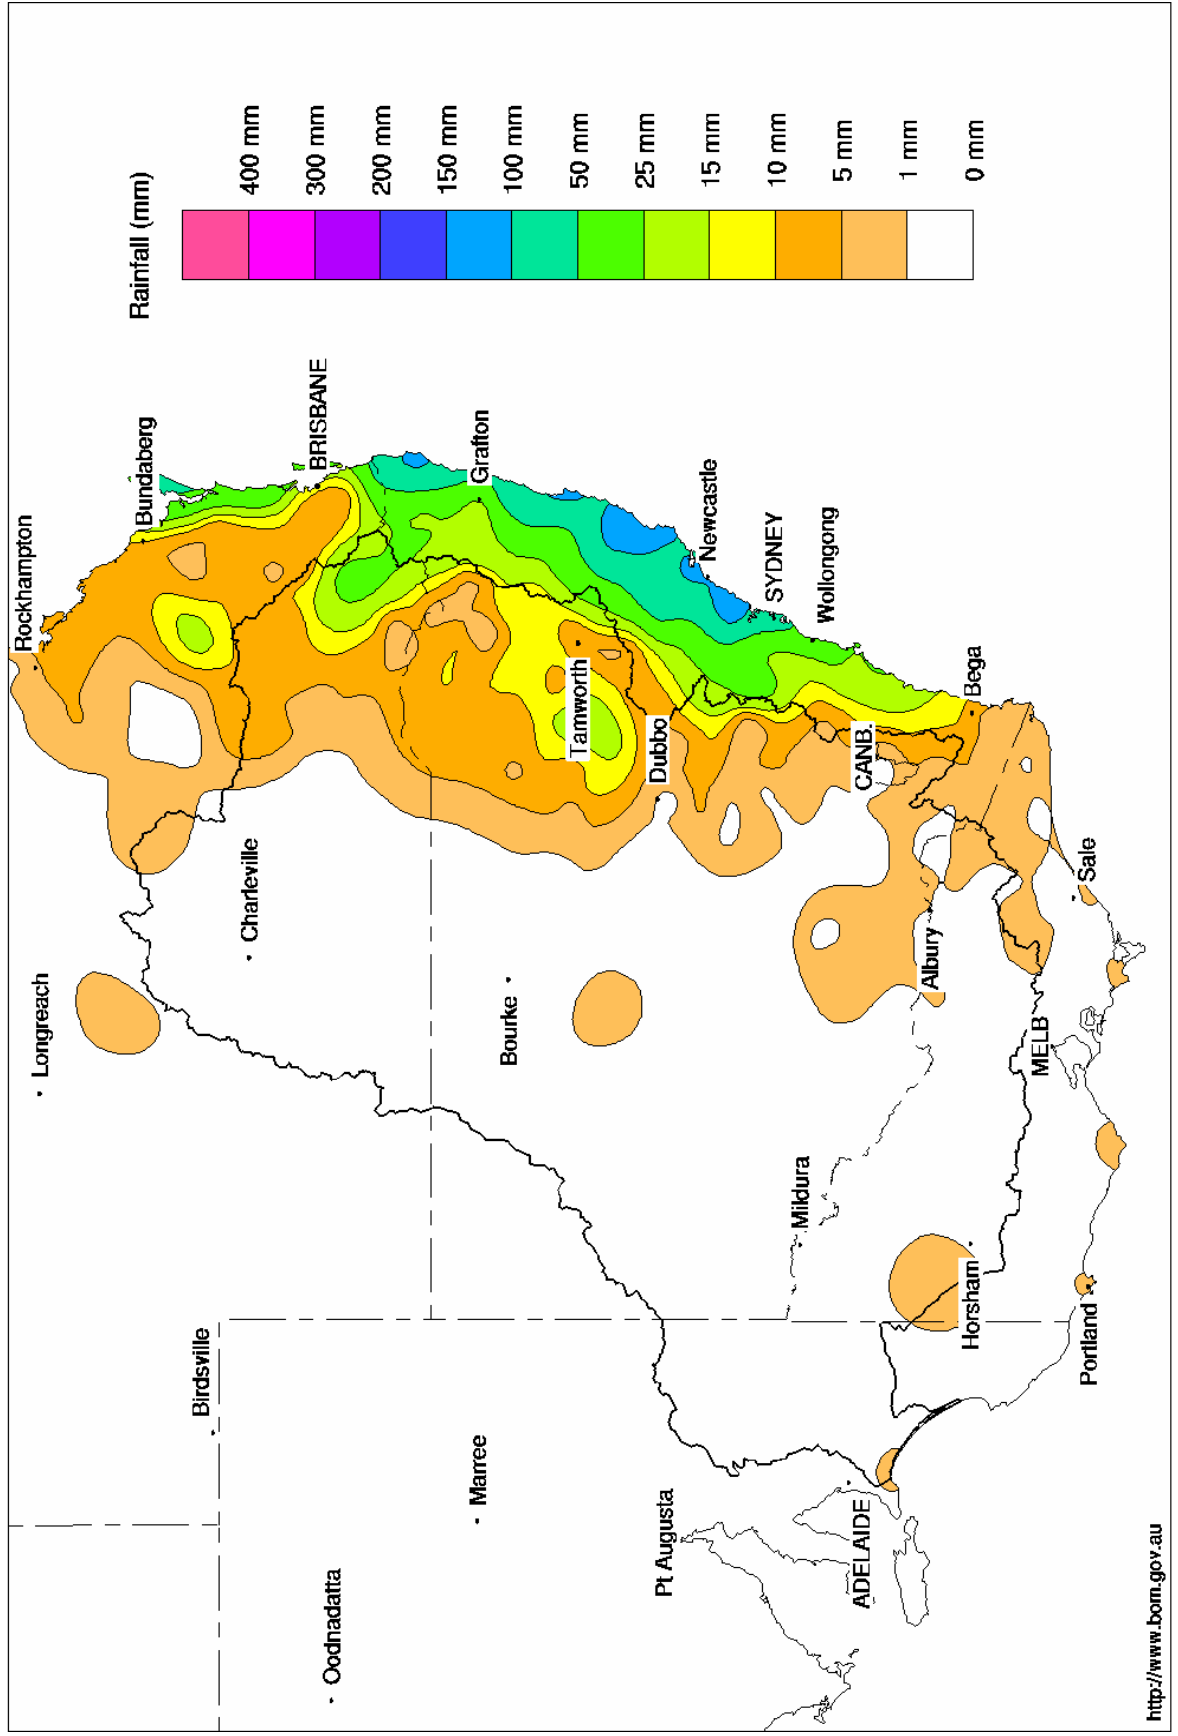 Rainfall (mm)
400 mm
300 mm
200 mm
150 mm
100 mm
50 mm
25 mm
15 mm
10 mm
5 mm
1 mm
0 mm
Rockhampton
Longreach
Bundaberg
Birdsville
Charleville
BRISBANE
Oodnadatta
Grafton
Bourke
Marree
Tamworth
Dubbo
Pt Augusta
Newcastle
SYDNEY
Mildura
Wollongong
CANB.
ADELAIDE
Albury
Bega
Horsham
MELB
Sale
Portland
http://www.bom.gov.au